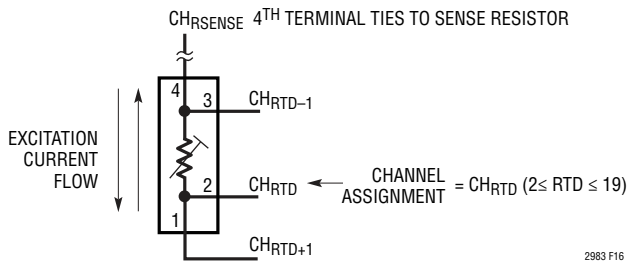 CHRSENSE 4TH TERMINAL TIES TO SENSE RESISTOR
4
3
CHRTD–1
EXCITATION
CURRENT
FLOW
2
CHRTD
CHANNEL
ASSIGNMENT = CHRTD (2≤ RTD ≤ 19)
1
CHRTD+1
2983 F16